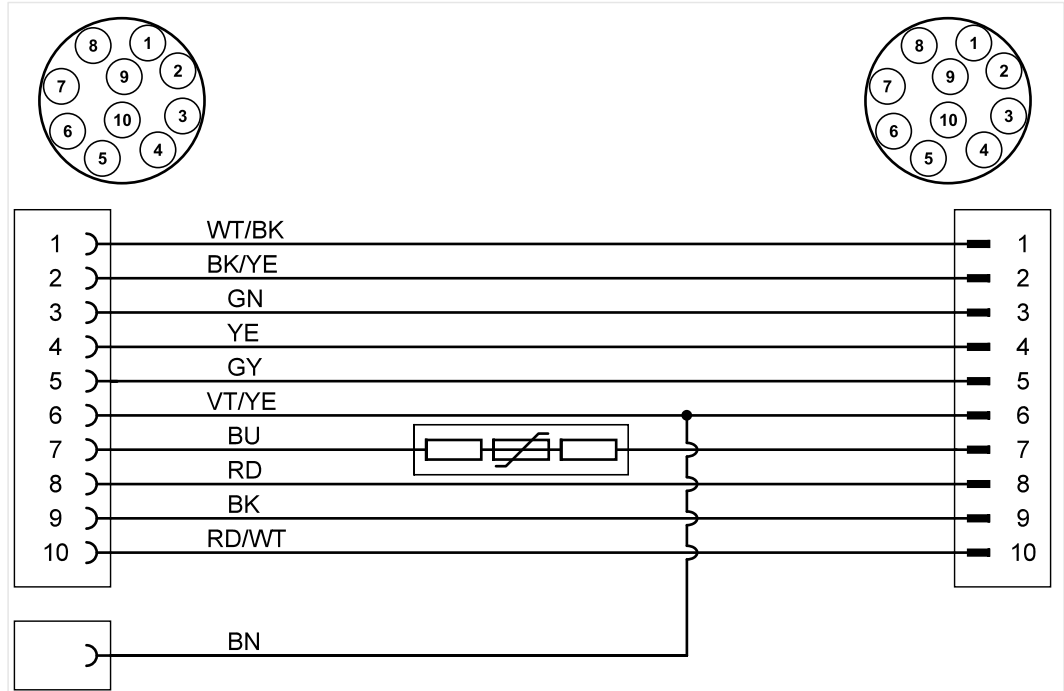 8 1 8 1
9 2 9 2
7 7
10 3 10 3
6 4 6 4
5 5
WT/BK
1 1
BK/YE
2 2
GN
3 3
YE
4 4
GY
5 5
VT/YE
6 6
BU
7 7
RD
8 8
BK
9 9
RD/WT
10 10
BN